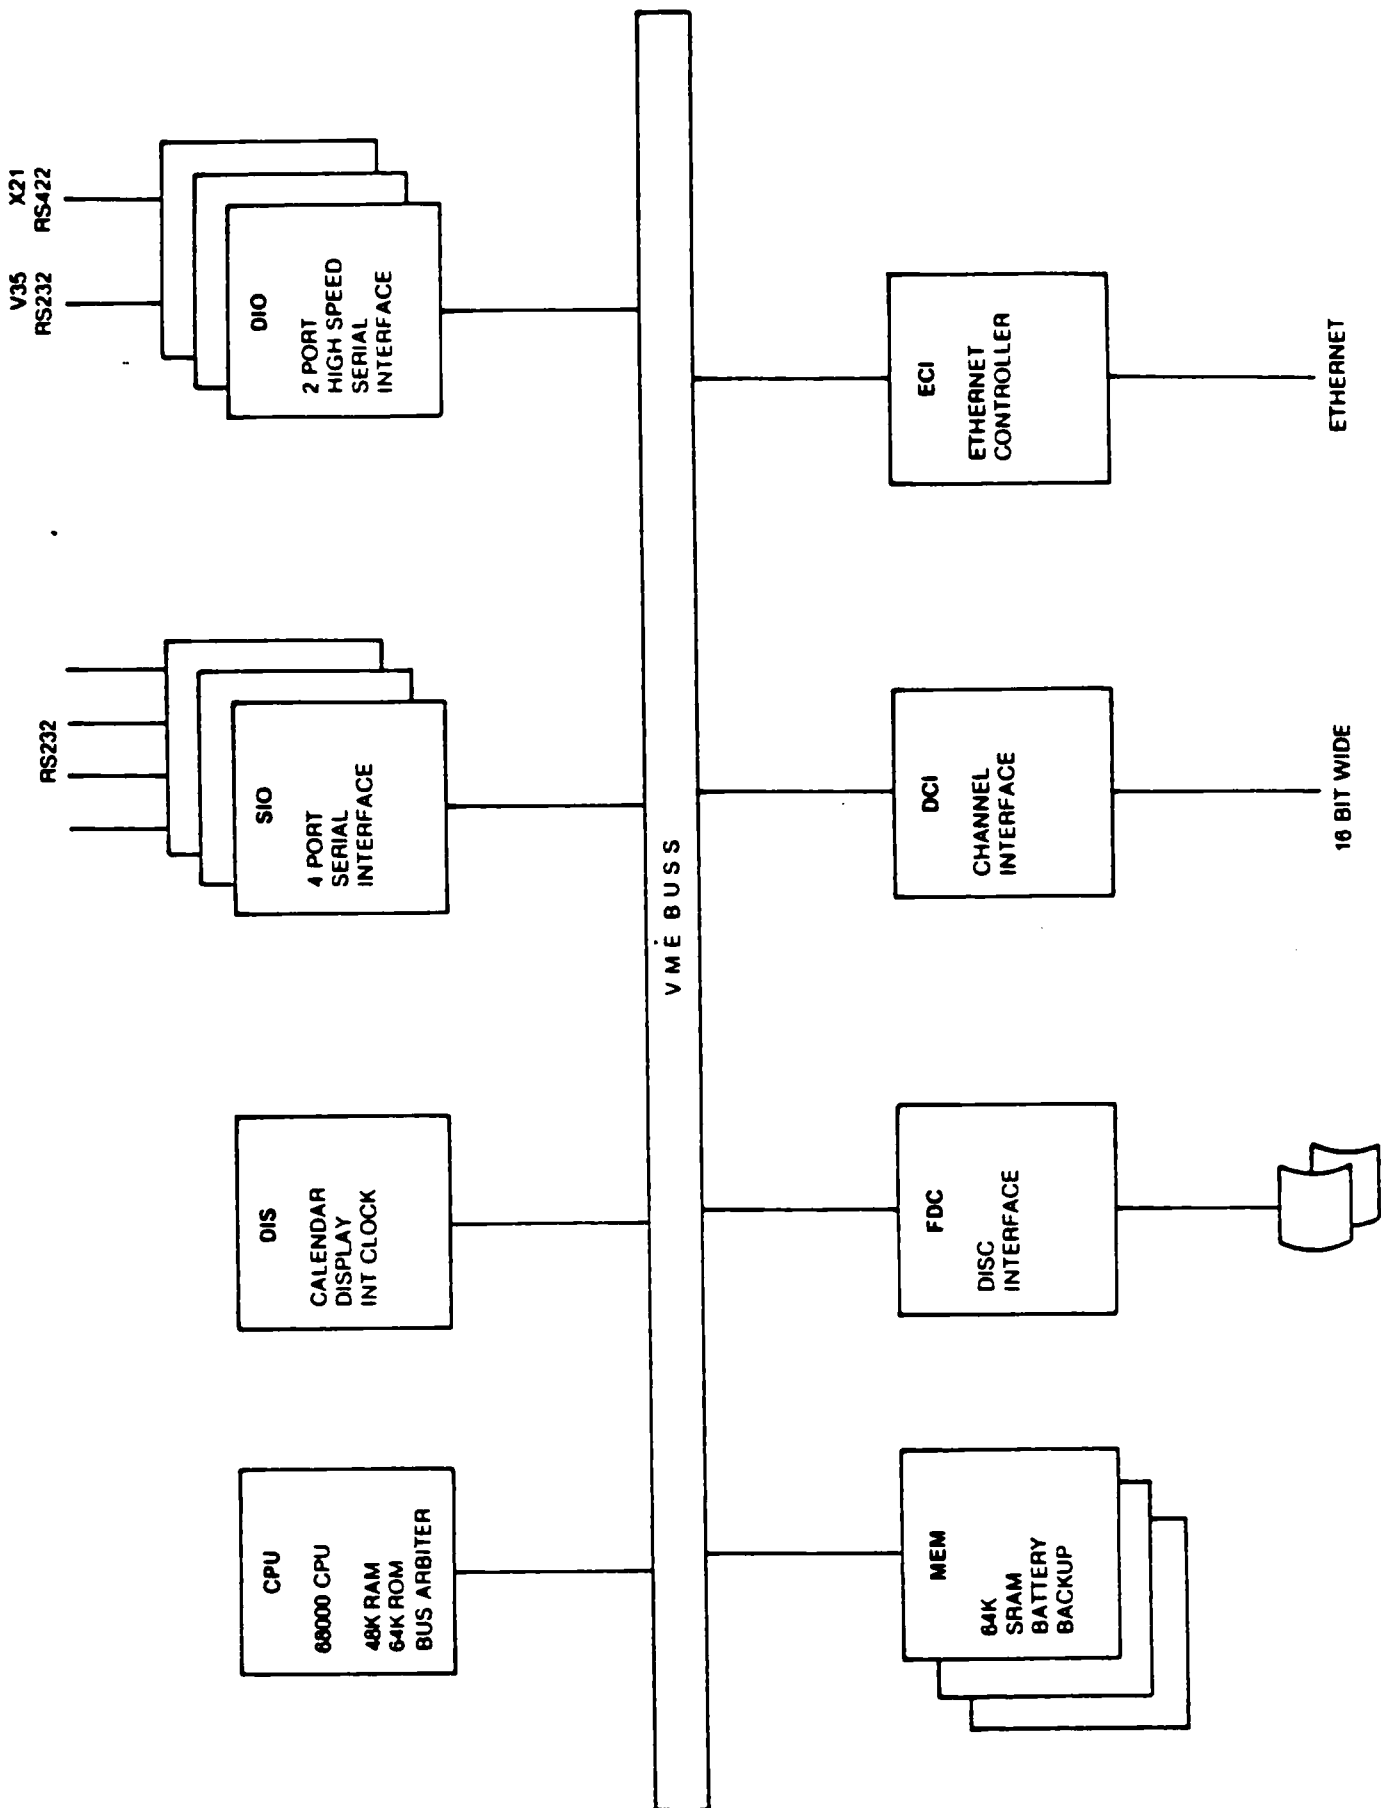 CPU
68000 CPU
48K RAM
64K ROM
BUS ARBITER
DIS
CALENDAR
DISPLAY
INT CLOCK
RS232
SIO
4 PORT
SERIAL
INTERFACE
V35
RS232
X21
RS422
DIO
2 PORT
HIGH SPEED
SERIAL
INTERFACE
VME BUSS
MEM
64K
SRAM
BATTERY
BACKUP
FDC
DISC
INTERFACE
DCI
CHANNEL
INTERFACE
16 BIT WIDE
ECI
ETHERNET
CONTROLLER
ETHERNET